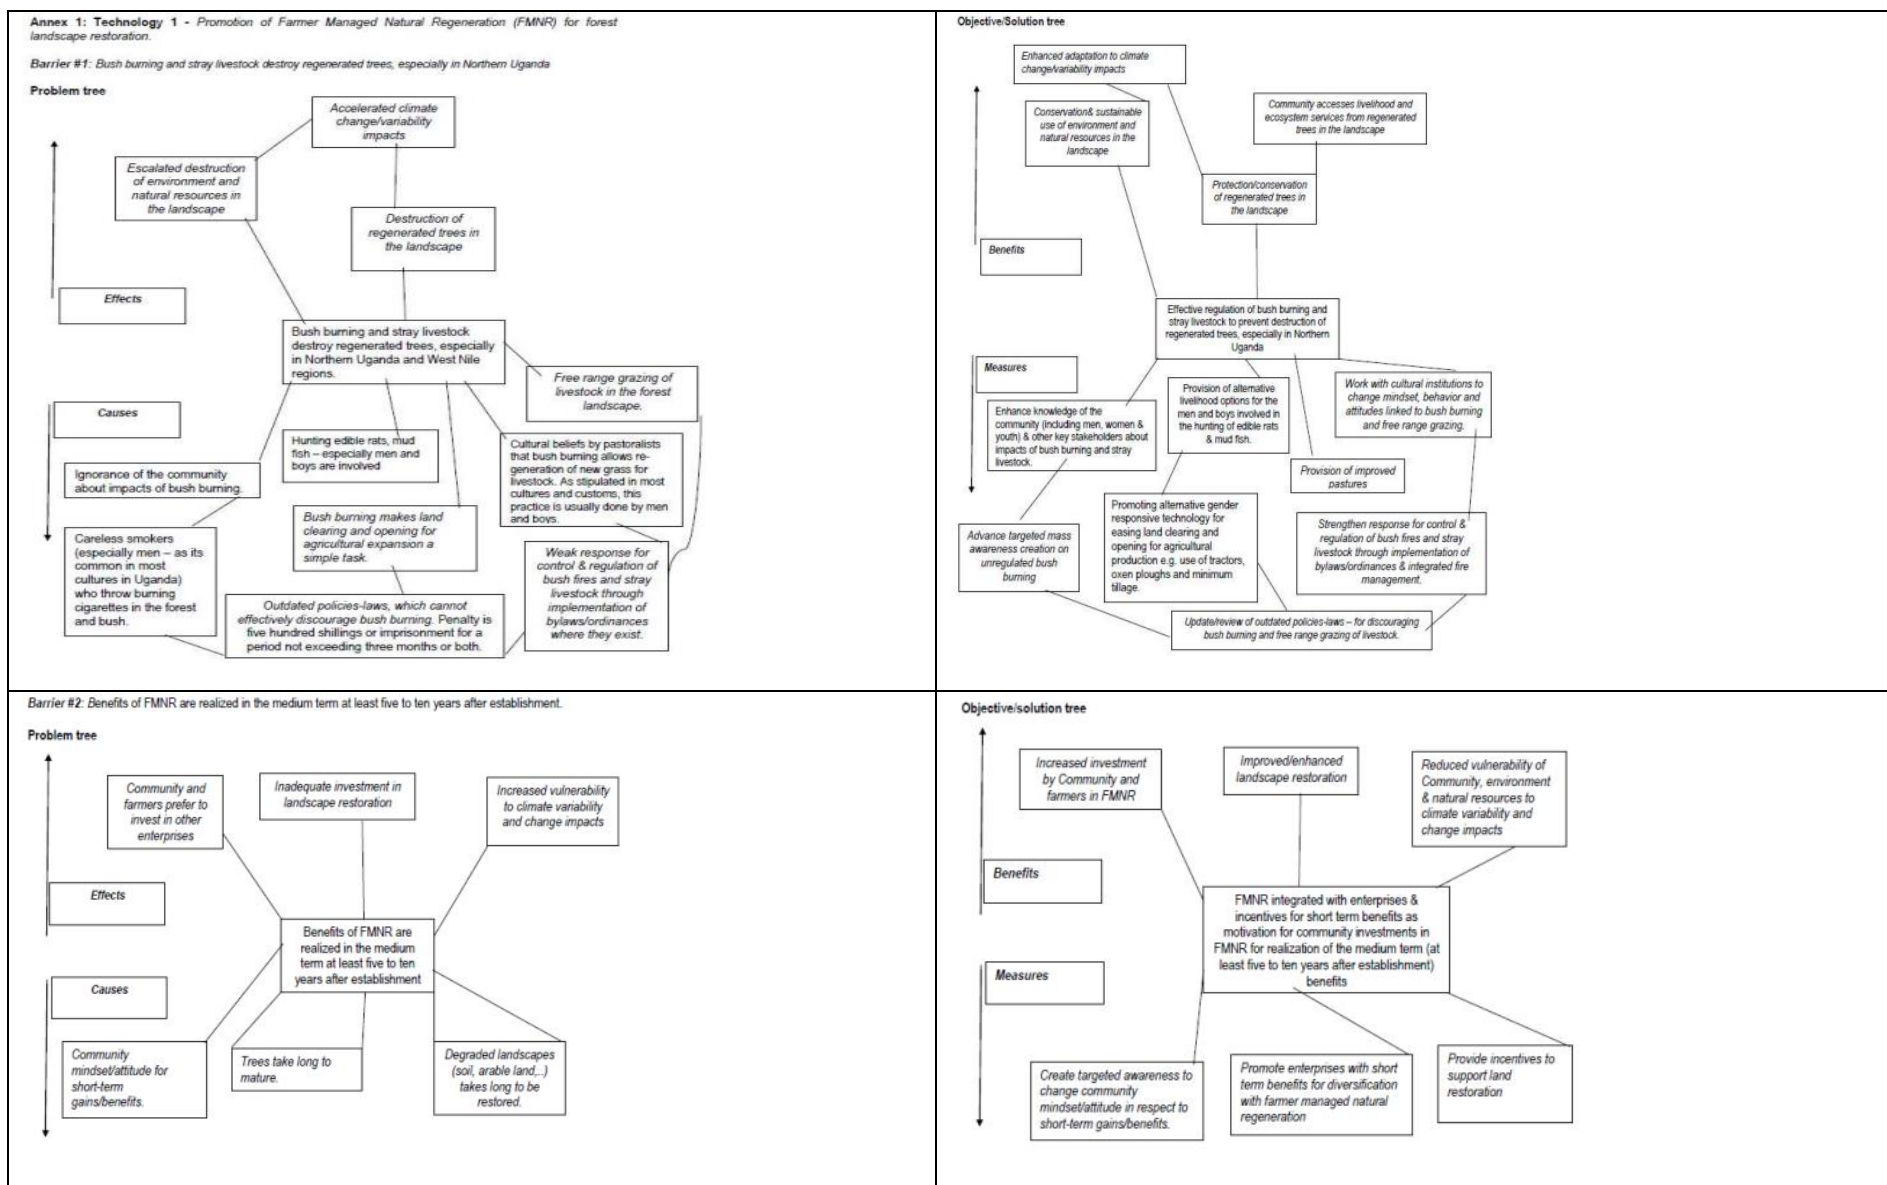 Annex 1: Technology 1 - Promotion of Farmer Managed Natural Regeneration (FMNR) for forest
landscape restoration.
Barrier #1: Bush burning and stray livestock destroy regenerated trees, especially in Northern Uganda
Problem tree
Accelerated climate
change/variability
impacts
Escalated destruction
of environment and
natural resources in
the landscape
Destruction of
regenerated trees in
the landscape
Effects
Bush burning and stray livestock
destroy regenerated trees, especially
in Northern Uganda and West Nile
regions.
Free range grazing of
livestock in the forest
landscape.
Causes
Hunting edible rats, mud
fish – especially men and
boys are involved
Cultural beliefs by pastoralists
that bush burning allows re-
generation of new grass for
livestock. As stipulated in most
cultures and customs, this
practice is usually done by men
and boys.
Ignorance of the community
about impacts of bush burning.
Bush burning makes land
clearing and opening for
agricultural expansion a
simple task.
Careless smokers
(especially men – as its
common in most
cultures in Uganda)
who throw burning
cigarettes in the forest
and bush.
Weak response for
control & regulation of
bush fires and stray
livestock through
implementation of
bylaws/ordinances
where they exist.
Outdated policies-laws, which cannot
effectively discourage bush burning. Penalty is
five hundred shillings or imprisonment for a
period not exceeding three months or both.
Objective/Solution tree
Enhanced adaptation to climate
change/variability impacts
Conservation& sustainable
use of environment and
natural resources in the
landscape
Community accesses livelihood and
ecosystem services from regenerated
trees in the landscape
Protection/conservation
of regenerated trees in
the landscape
Benefits
Effective regulation of bush burning and
stray livestock to prevent destruction of
regenerated trees, especially in Northern
Uganda
Measures
Enhance knowledge of the
community (including men, women &
youth) & other key stakeholders about
impacts of bush burning and stray
livestock.
Provision of alternative
livelihood options for the
men and boys involved in
the hunting of edible rats
& mud fish.
Work with cultural institutions to
change mindset, behavior and
attitudes linked to bush burning
and free range grazing.
Provision of improved
pastures
Advance targeted mass
awareness creation on
unregulated bush
burning
Promoting alternative gender
responsive technology for
easing land clearing and
opening for agricultural
production e.g. use of tractors,
oxen ploughs and minimum
tillage.
Strengthen response for control &
regulation of bush fires and stray
livestock through implementation of
bylaws/ordinances & integrated fire
management.
Update/review of outdated policies-laws – for discouraging
bush burning and free range grazing of livestock.
Barrier #2: Benefits of FMNR are realized in the medium term at least five to ten years after establishment.
Problem tree
Community and
farmers prefer to
invest in other
enterprises
Inadequate investment in
landscape restoration
Increased vulnerability
to climate variability
and change impacts
Effects
Benefits of FMNR are
realized in the medium
term at least five to ten
years after establishment
Causes
Community
mindset/attitude for
short-term
gains/benefits.
Trees take long to
mature.
Degraded landscapes
(soil, arable land,..)
takes long to be
restored.
Objective/solution tree
Increased investment
by Community and
farmers in FMNR
Improved/enhanced
landscape restoration
Reduced vulnerability of
Community, environment
& natural resources to
climate variability and
change impacts
Benefits
FMNR integrated with enterprises &
incentives for short term benefits as
motivation for community investments in
FMNR for realization of the medium term (at
least five to ten years after establishment)
benefits
Measures
Create targeted awareness to
change community
mindset/attitude in respect to
short-term gains/benefits.
Promote enterprises with short
term benefits for diversification
with farmer managed natural
regeneration
Provide incentives to
support land
restoration